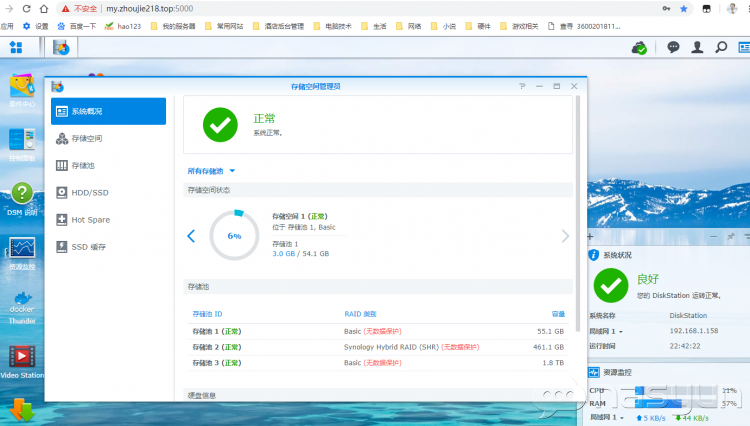 不安全 | my.zhoujie218.top:5000
应用 设置 百度一下 hao123 我的服务器 常用网站 酒店后台管理 电脑技术 生活 网络 小说 硬件 游戏相关 查寻 3600201811...
套件中心
控制面板
DSM 说明
资源监控
docker
Thunder
Video Station
存储空间管理员
系统概况
存储空间
存储池
HDD/SSD
Hot Spare
SSD 缓存
正常
系统正常。
所有存储池
存储空间状态
6%
存储空间 1 (正常)
位于 存储池 1, Basic
存储池 1
3.0 GB / 54.1 GB
存储池
存储池 ID RAID 类别 容量
存储池 1 (正常) Basic (无数据保护) 55.1 GB
存储池 2 (正常) Synology Hybrid RAID (SHR) (无数据保护) 461.1 GB
存储池 3 (正常) Basic (无数据保护) 1.8 TB
硬盘信息
系统状况
良好
您的 DiskStation 运转正常。
系统名称 DiskStation
局域网 1 192.168.1.158
运行时间 22:42:22
资源监控
CPU 21%
RAM 57%
局域网 1 5 KB/s 44 KB/s
nasyun